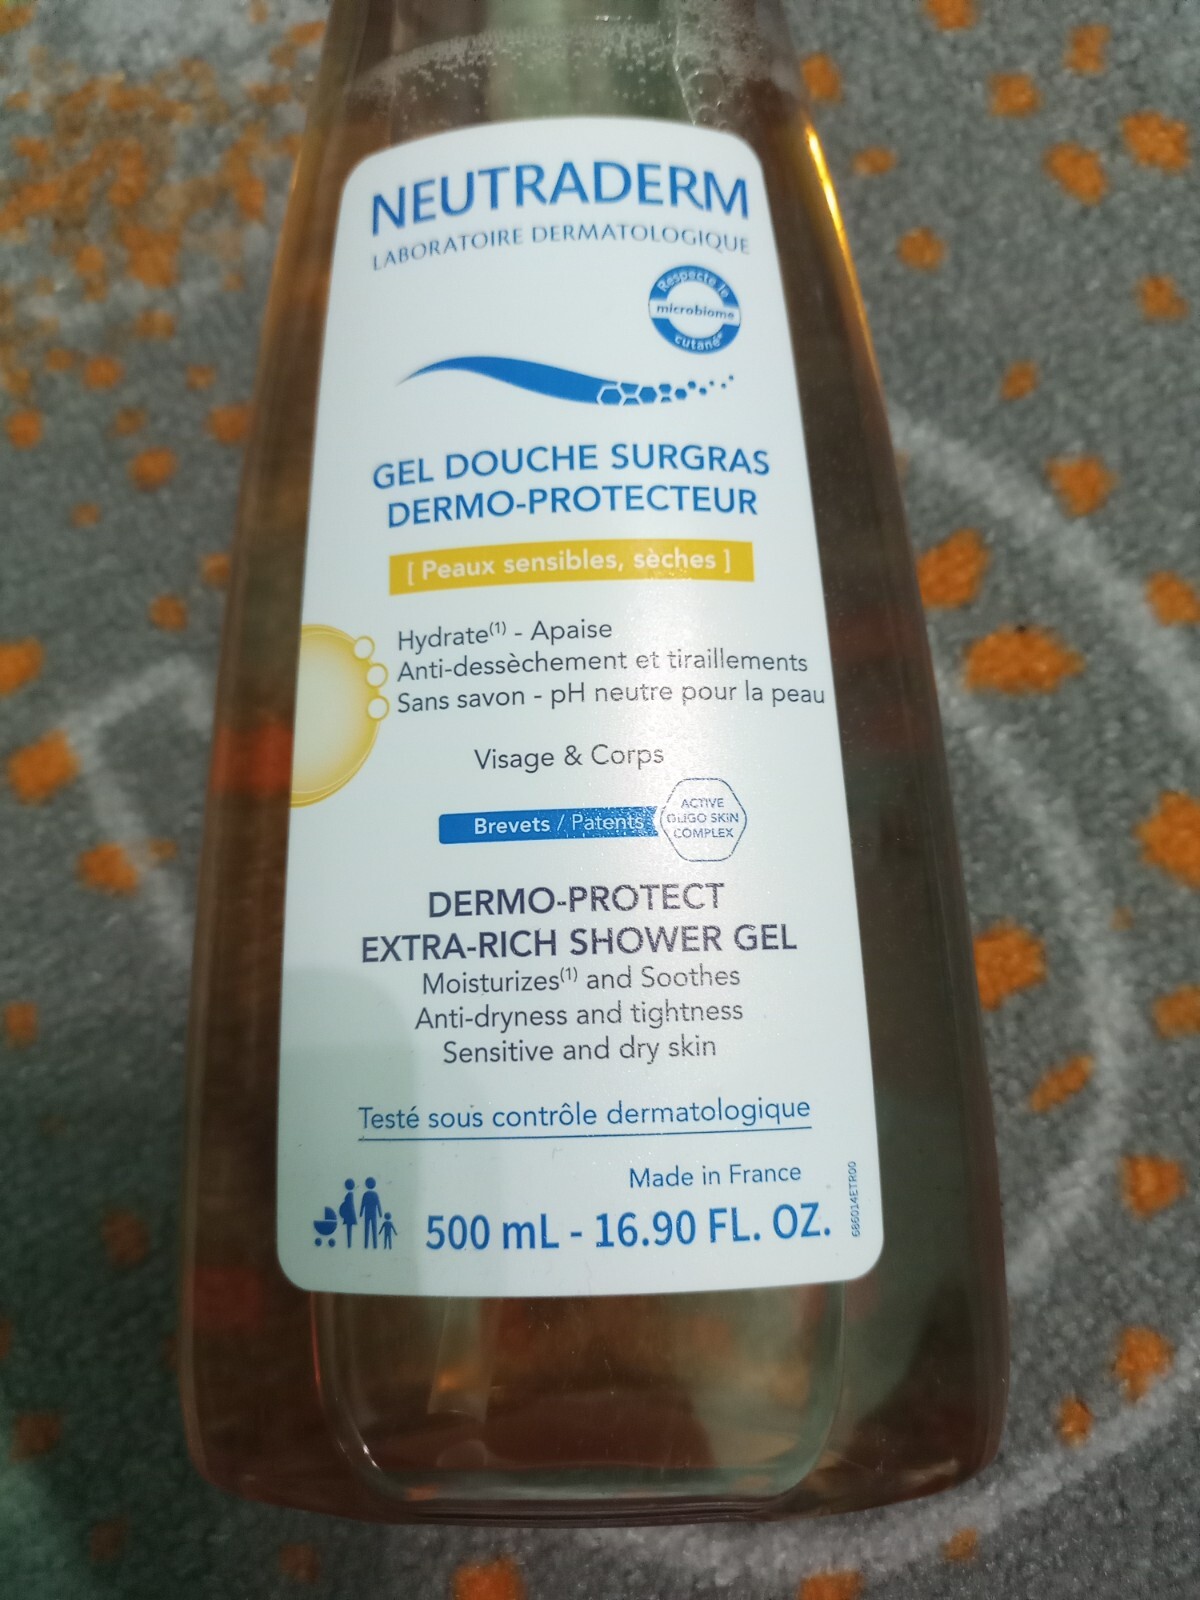 NEUTRADERM
LABORATOIRE DERMATOLOGIQUE
Respecte le
microbiome
cutané*
GEL DOUCHE SURGRAS
DERMO-PROTECTEUR
[ Peaux sensibles, sèches ]
Hydrate⁽¹⁾ - Apaise
Anti-dessèchement et tiraillements
Sans savon - pH neutre pour la peau
Visage & Corps
Brevets / Patents
ACTIVE
OLIGO SKIN
COMPLEX
DERMO-PROTECT
EXTRA-RICH SHOWER GEL
Moisturizes⁽¹⁾ and Soothes
Anti-dryness and tightness
Sensitive and dry skin
Testé sous contrôle dermatologique
Made in France
500 mL - 16.90 FL. OZ.
686014ETR00